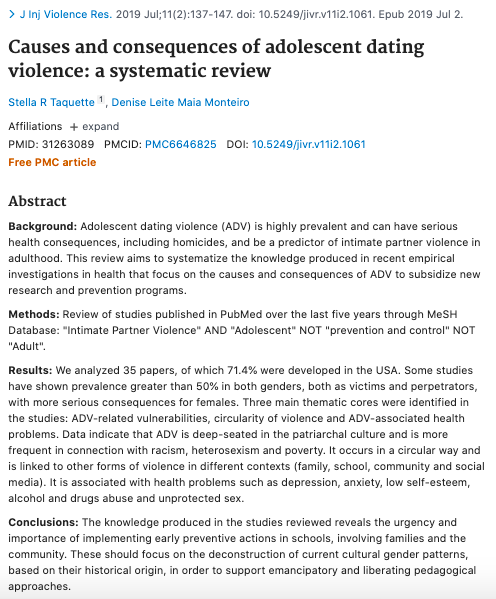 > J Inj Violence Res. 2019 Jul;11(2):137-147. doi: 10.5249/jivr.v11i2.1061. Epub 2019 Jul 2.
Causes and consequences of adolescent dating
violence: a systematic review
Stella R Taquette 1, Denise Leite Maia Monteiro
Affiliations + expand
PMID: 31263089 PMCID: PMC6646825 DOI: 10.5249/jivr.v11i2.1061
Free PMC article
Abstract
Background: Adolescent dating violence (ADV) is highly prevalent and can have serious
health consequences, including homicides, and be a predictor of intimate partner violence in
adulthood. This review aims to systematize the knowledge produced in recent empirical
investigations in health that focus on the causes and consequences of ADV to subsidize new
research and prevention programs.
Methods: Review of studies published in PubMed over the last five years through MeSH
Database: "Intimate Partner Violence" AND "Adolescent" NOT "prevention and control" NOT
"Adult".
Results: We analyzed 35 papers, of which 71.4% were developed in the USA. Some studies
have shown prevalence greater than 50% in both genders, both as victims and perpetrators,
with more serious consequences for females. Three main thematic cores were identified in
the studies: ADV-related vulnerabilities, circularity of violence and ADV-associated health
problems. Data indicate that ADV is deep-seated in the patriarchal culture and is more
frequent in connection with racism, heterosexism and poverty. It occurs in a circular way and
is linked to other forms of violence in different contexts (family, school, community and social
media). It is associated with health problems such as depression, anxiety, low self-esteem,
alcohol and drugs abuse and unprotected sex.
Conclusions: The knowledge produced in the studies reviewed reveals the urgency and
importance of implementing early preventive actions in schools, involving families and the
community. These should focus on the deconstruction of current cultural gender patterns,
based on their historical origin, in order to support emancipatory and liberating pedagogical
approaches.